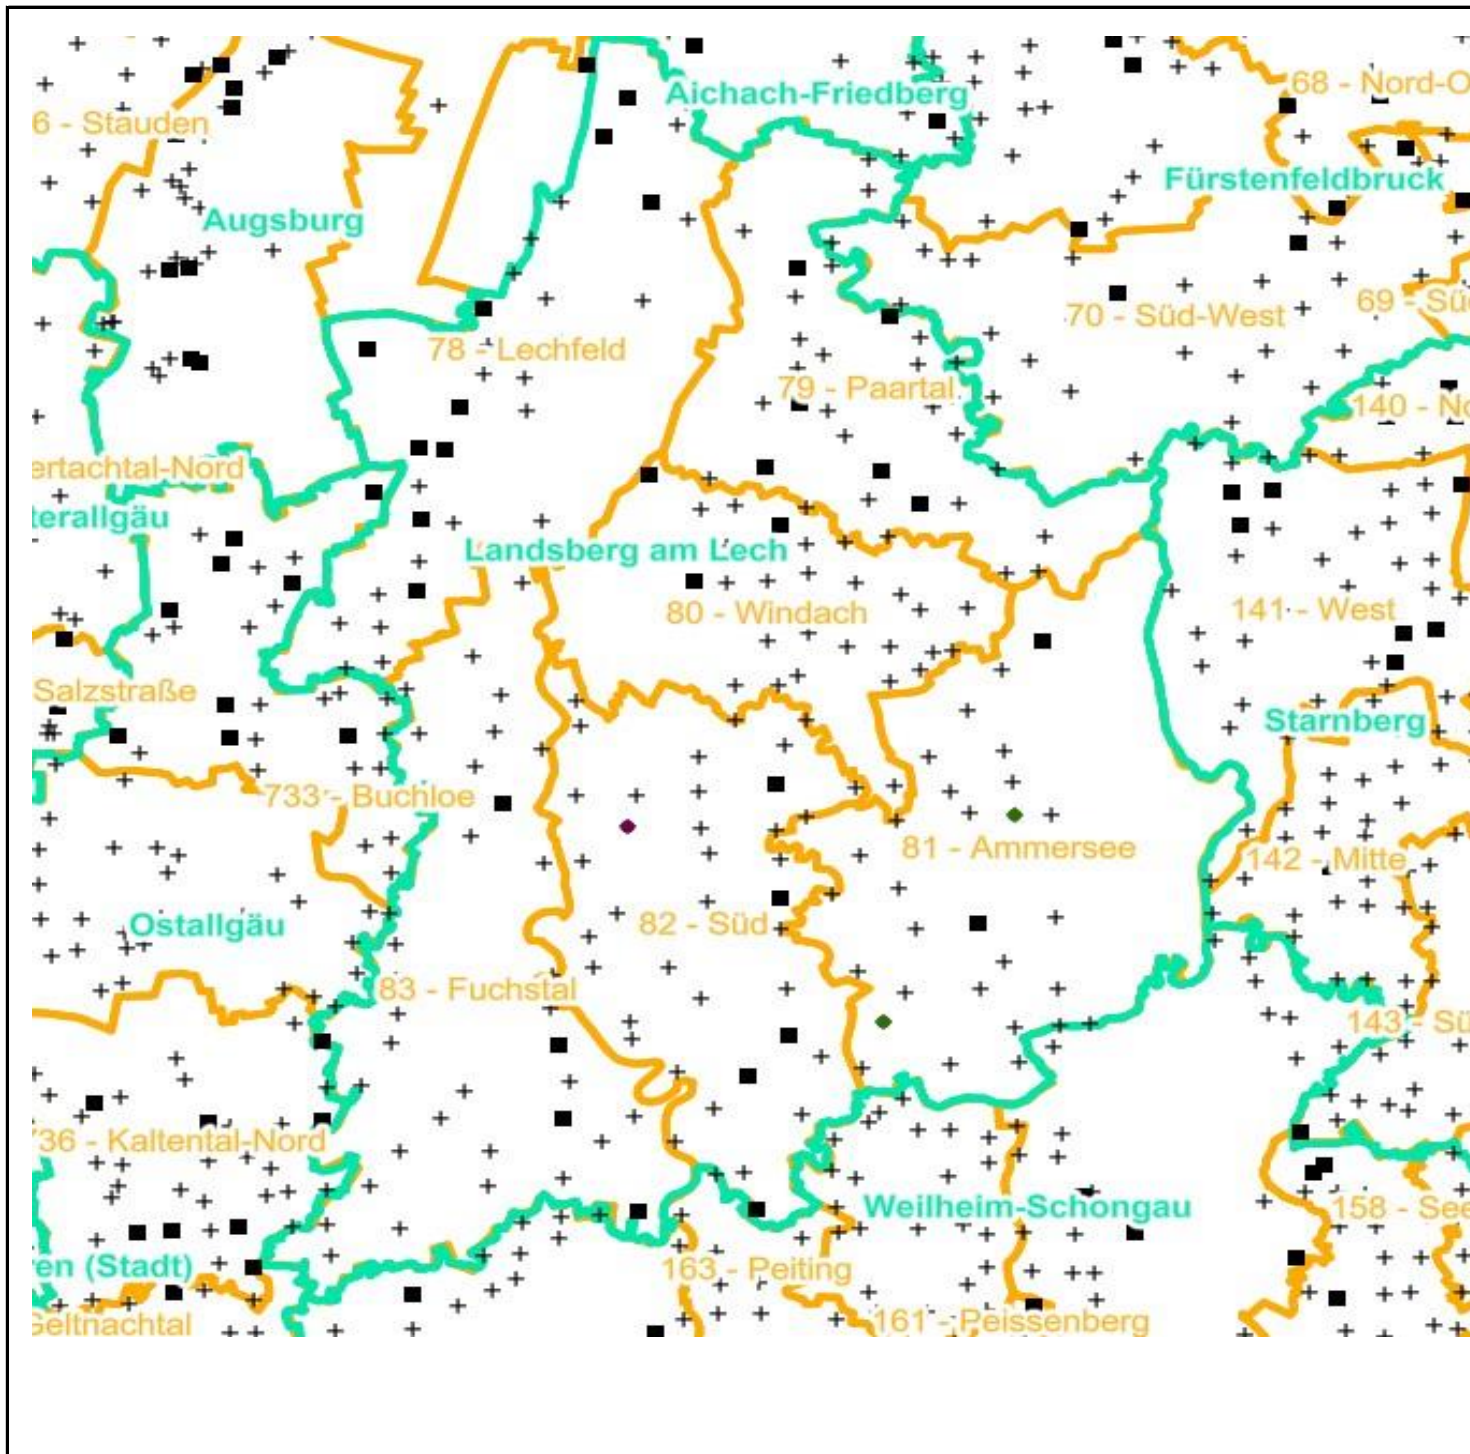 68 - Nord-O
Aichach-Friedberg
6 - Stauden
Fürstenfeldbruck
Augsburg
69 - Sü
70 - Süd-West
78 - Lechfeld
79 - Paartal
140 - No
ertachtal-Nord
terallgäu
Landsberg am Lech
80 - Windach
141 - West
Salzstraße
Starnberg
733 - Buchloe
81 - Ammersee
142 - Mitte
82 - Süd
Ostallgäu
83 - Fuchstal
143 - Sü
736 - Kaltental-Nord
Weilheim-Schongau
158 - See
ren (Stadt)
163 - Peiting
161 - Peissenberg
Geltnachtal